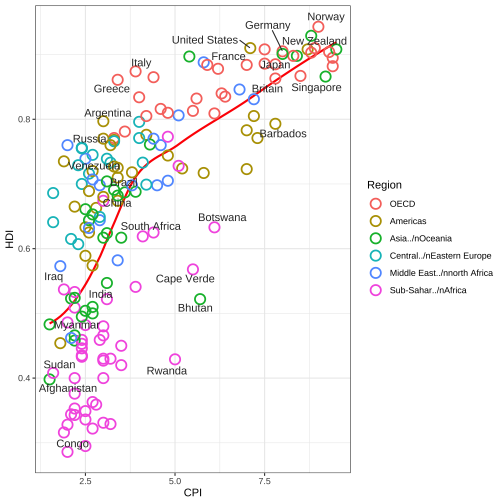 Norway
Germany
United States
New Zealand
Italy
France
Japan
Greece
Britain
Singapore
Argentina
Russia
Barbados
Venezuela
Brazil
China
South Africa
Botswana
Iraq
India
Cape Verde
Myanmar
Bhutan
Sudan
Rwanda
Afghanistan
Congo
0.8
0.6
0.4
HDI
2.5 5.0 7.5
CPI
Region
OECD
Americas
Asia../nOceania
Central../nEastern Europe
Middle East../nnorth Africa
Sub-Sahar../nAfrica